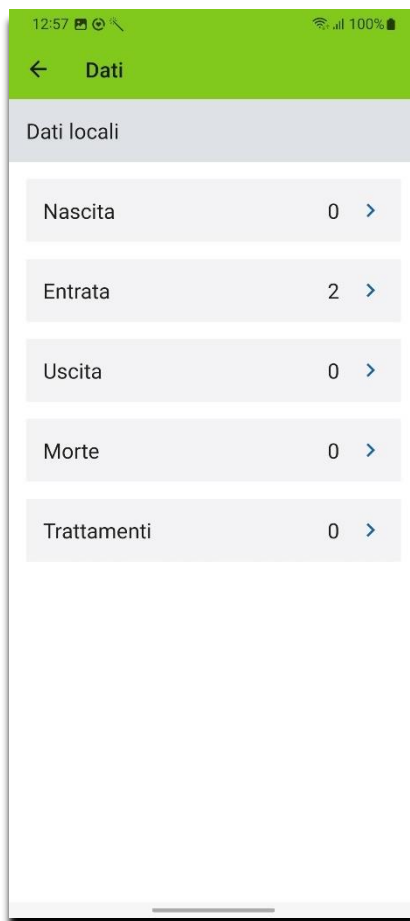 12:57 100%
Dati
Dati locali
Nascita 0
Entrata 2
Uscita 0
Morte 0
Trattamenti 0